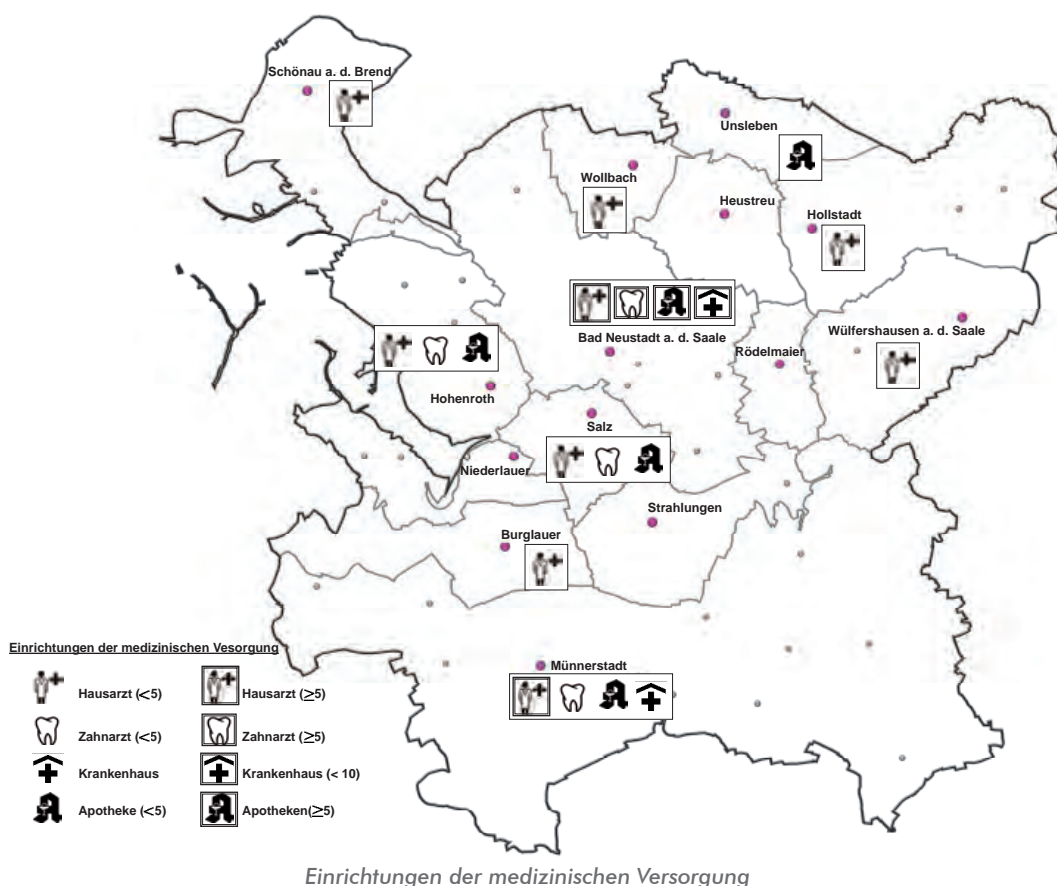 Schönau a. d. Brend
Unsleben
Wollbach
Heustreu
Hollstadt
Bad Neustadt a. d. Saale
Rödelmaier
Wülfershausen a. d. Saale
Hohenroth
Salz
Niederlauer
Strahlungen
Burglauer
Münnerstadt
Einrichtungen der medizinischen Vesorgung
Hausarzt (<5) Hausarzt (≥5)
Zahnarzt (<5) Zahnarzt (≥5)
Krankenhaus Krankenhaus (< 10)
Apotheke (<5) Apotheken(≥5)
Einrichtungen der medizinischen Versorgung